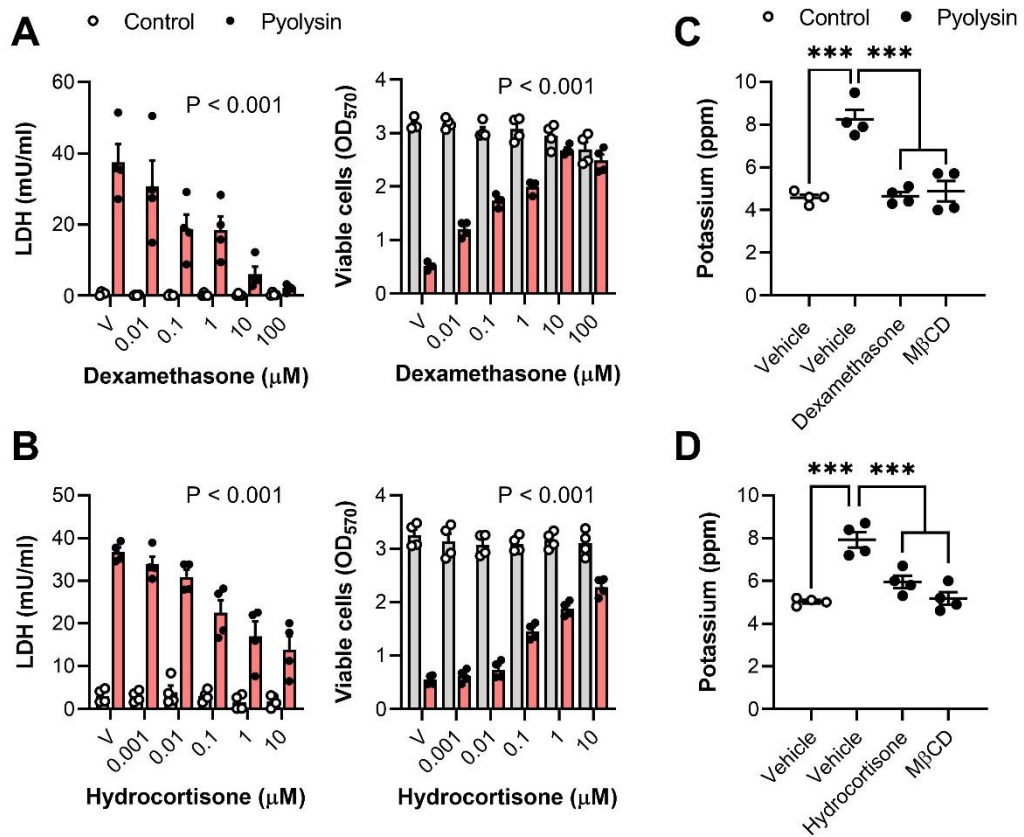 A
Control Pyolysin
LDH (mU/ml)
60
40
20
0
P < 0.001
V 0.01 0.1 1 10 100
Dexamethasone (μM)
Viable cells (OD570)
4
3
2
1
0
P < 0.001
V 0.01 0.1 1 10 100
Dexamethasone (μM)
B
LDH (mU/ml)
50
40
30
20
10
0
P < 0.001
V 0.001 0.01 0.1 1 10
Hydrocortisone (μM)
Viable cells (OD570)
4
3
2
1
0
P < 0.001
V 0.001 0.01 0.1 1 10
Hydrocortisone (μM)
C
Control Pyolysin
Potassium (ppm)
10
8
6
4
2
0
*** ***
Vehicle Vehicle Dexamethasone MβCD
D
Potassium (ppm)
10
8
6
4
2
0
*** ***
Vehicle Vehicle Hydrocortisone MβCD